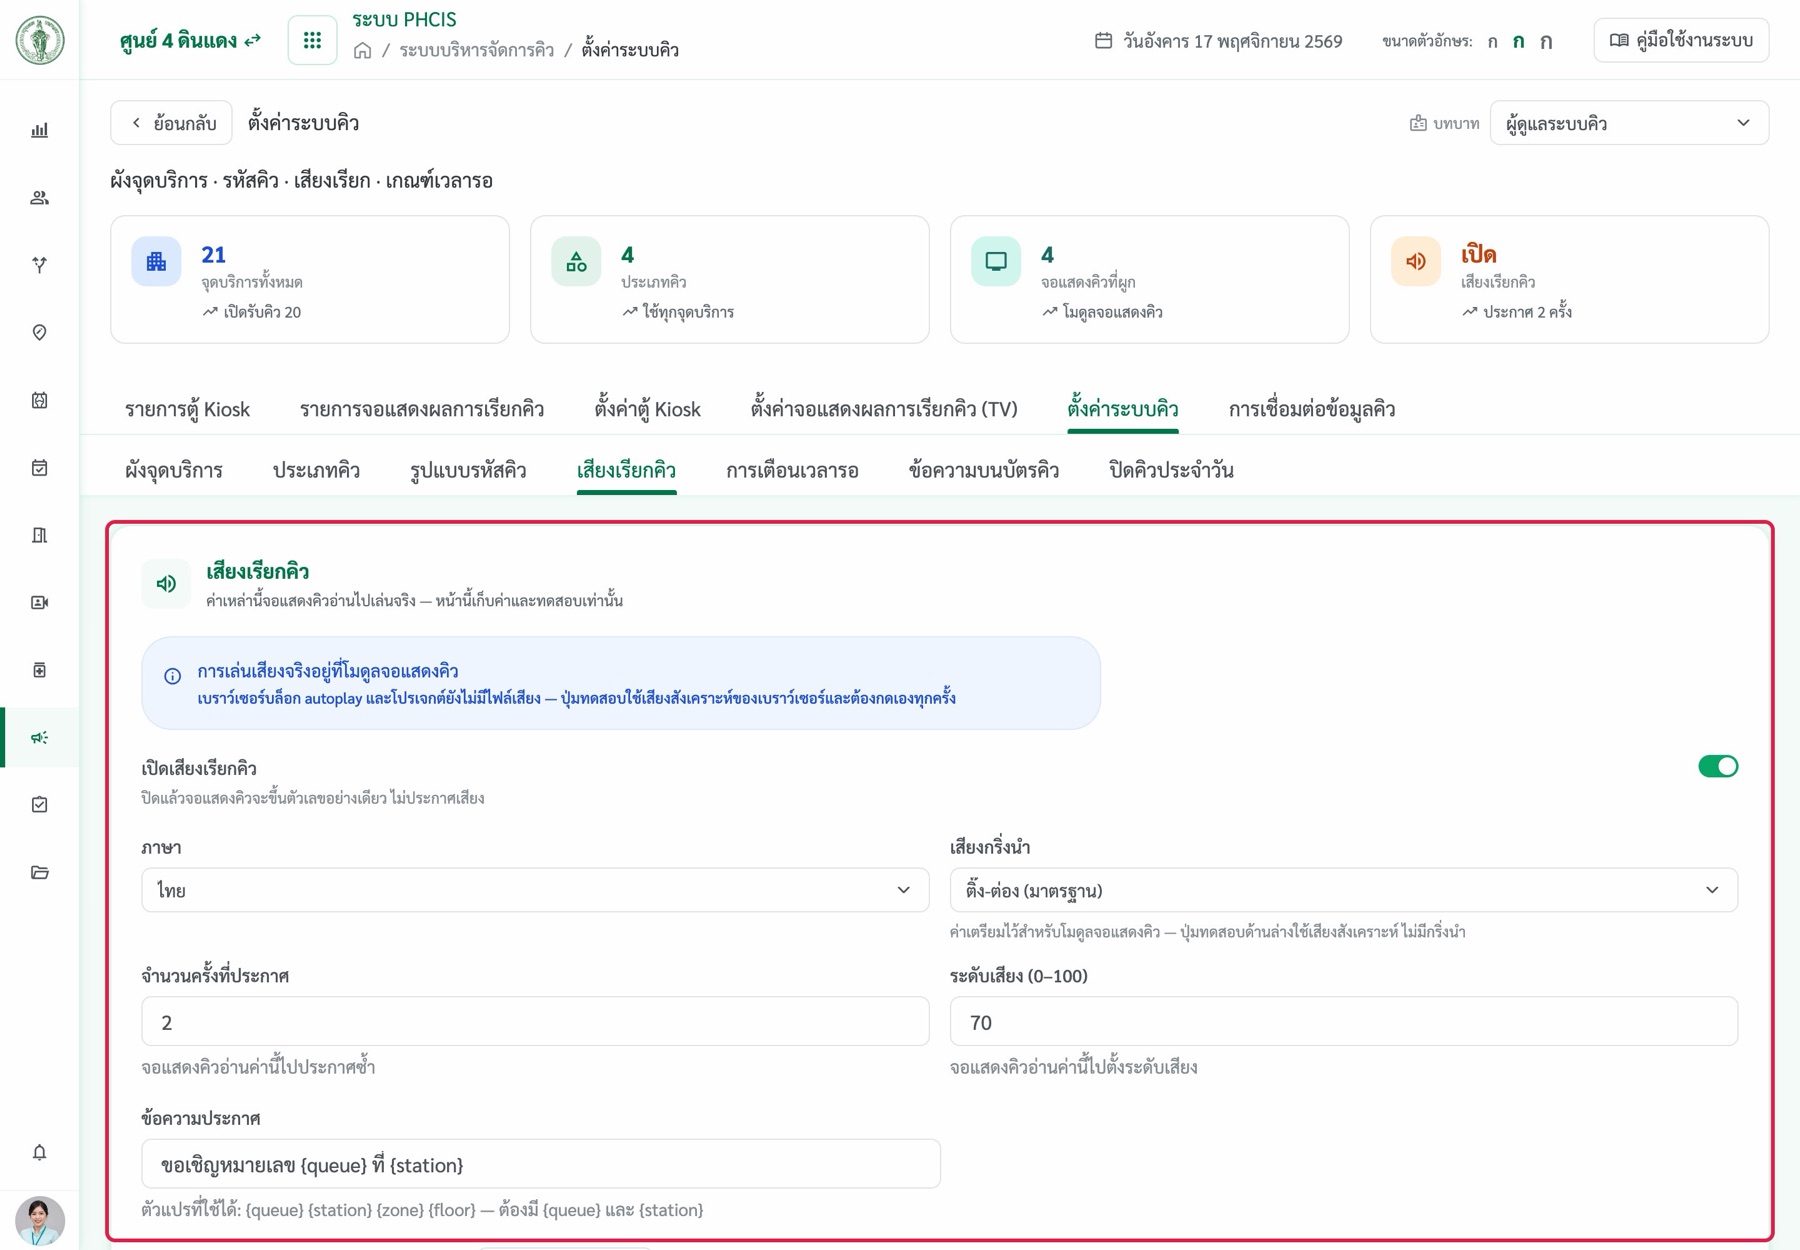 ศูนย์ 4 ดินแดง
ระบบ PHCIS
/ ระบบบริหารจัดการคิว / ตั้งค่าระบบคิว
วันอังคาร 17 พฤศจิกายน 2569
ขนาดตัวอักษร: ก ก ก
คู่มือใช้งานระบบ
ย้อนกลับ
ตั้งค่าระบบคิว
บทบาท
ผู้ดูแลระบบคิว
ผังจุดบริการ · รหัสคิว · เสียงเรียก · เกณฑ์เวลารอ
21
จุดบริการทั้งหมด
เปิดรับคิว 20
4
ประเภทคิว
ใช้ทุกจุดบริการ
4
จอแสดงคิวที่ผูก
โมดูลจอแสดงคิว
เปิด
เสียงเรียกคิว
ประกาศ 2 ครั้ง
รายการตู้ Kiosk รายการจอแสดงผลการเรียกคิว ตั้งค่าตู้ Kiosk ตั้งค่าจอแสดงผลการเรียกคิว (TV) ตั้งค่าระบบคิว การเชื่อมต่อข้อมูลคิว
ผังจุดบริการ ประเภทคิว รูปแบบรหัสคิว เสียงเรียกคิว การเตือนเวลารอ ข้อความบนบัตรคิว ปิดคิวประจำวัน
เสียงเรียกคิว
ค่าเหล่านี้จอแสดงคิวอ่านไปเล่นจริง — หน้านี้เก็บค่าและทดสอบเท่านั้น
การเล่นเสียงจริงอยู่ที่โมดูลจอแสดงคิว
เบราว์เซอร์บล็อก autoplay และโปรเจกต์ยังไม่มีไฟล์เสียง — ปุ่มทดสอบใช้เสียงสังเคราะห์ของเบราว์เซอร์และต้องกดเองทุกครั้ง
เปิดเสียงเรียกคิว
ปิดแล้วจอแสดงคิวจะขึ้นตัวเลขอย่างเดียว ไม่ประกาศเสียง
ภาษา
ไทย
เสียงกริ่งนำ
ติ๊ง-ต่อง (มาตรฐาน)
ค่าเตรียมไว้สำหรับโมดูลจอแสดงคิว — ปุ่มทดสอบด้านล่างใช้เสียงสังเคราะห์ ไม่มีกริ่งนำ
จำนวนครั้งที่ประกาศ
2
จอแสดงคิวอ่านค่านี้ไปประกาศซ้ำ
ระดับเสียง (0–100)
70
จอแสดงคิวอ่านค่านี้ไปตั้งระดับเสียง
ข้อความประกาศ
ขอเชิญหมายเลข {queue} ที่ {station}
ตัวแปรที่ใช้ได้: {queue} {station} {zone} {floor} — ต้องมี {queue} และ {station}